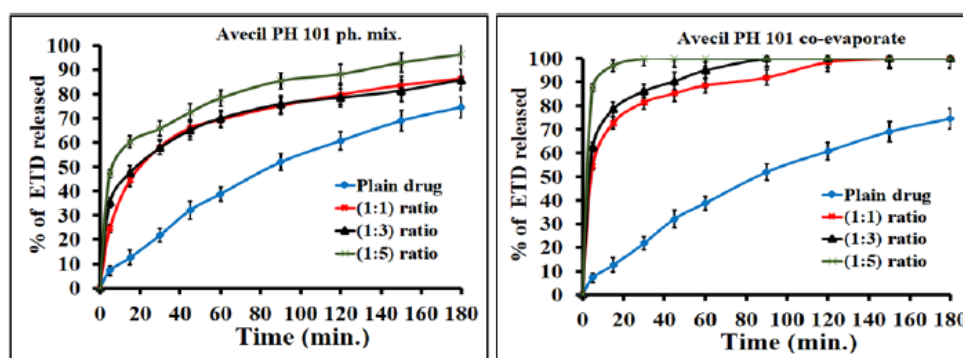 Avecil PH 101 ph. mix.
% of ETD released
100
90
80
70
60
50
40
30
20
10
0
Plain drug
(1:1) ratio
(1:3) ratio
(1:5) ratio
0 20 40 60 80 100 120 140 160 180
Time (min.)
Avecil PH 101 co-evaporate
% of ETD released
100
90
80
70
60
50
40
30
20
10
0
Plain drug
(1:1) ratio
(1:3) ratio
(1:5) ratio
0 20 40 60 80 100 120 140 160 180
Time (min.)